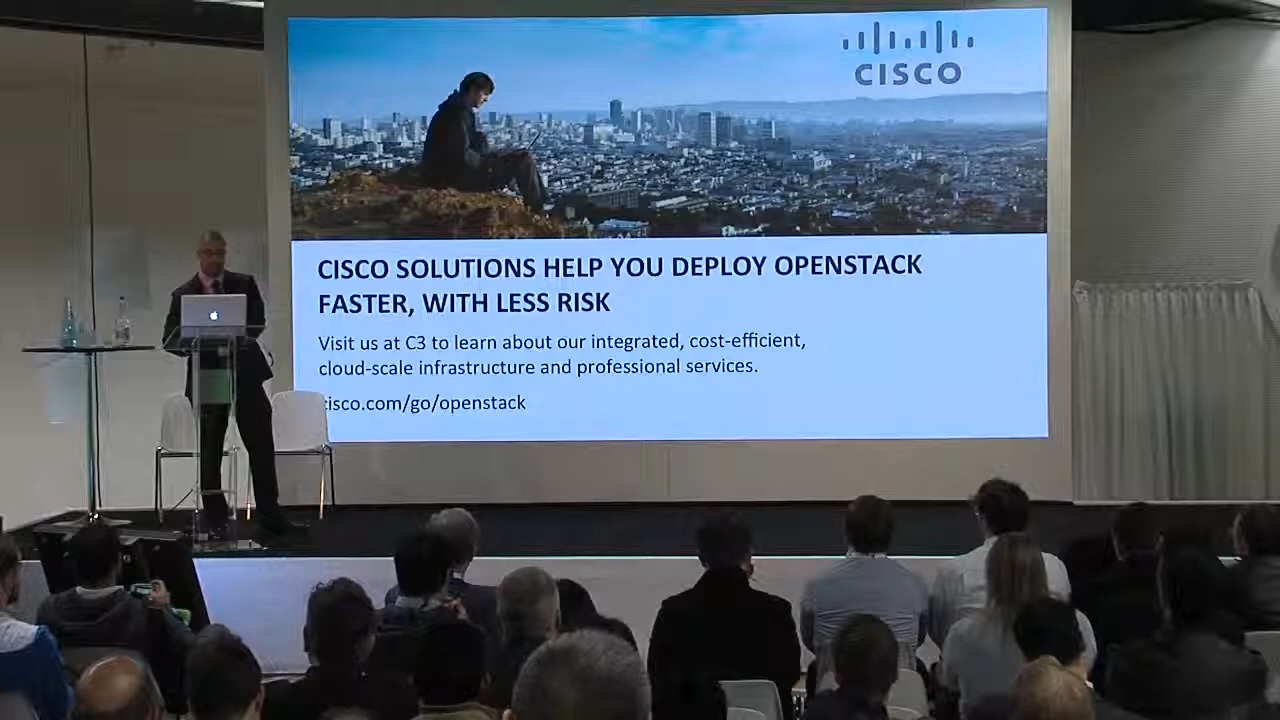 CISCO
CISCO SOLUTIONS HELP YOU DEPLOY OPENSTACK
FASTER, WITH LESS RISK
Visit us at C3 to learn about our integrated, cost-efficient,
cloud-scale infrastructure and professional services.
cisco.com/go/openstack